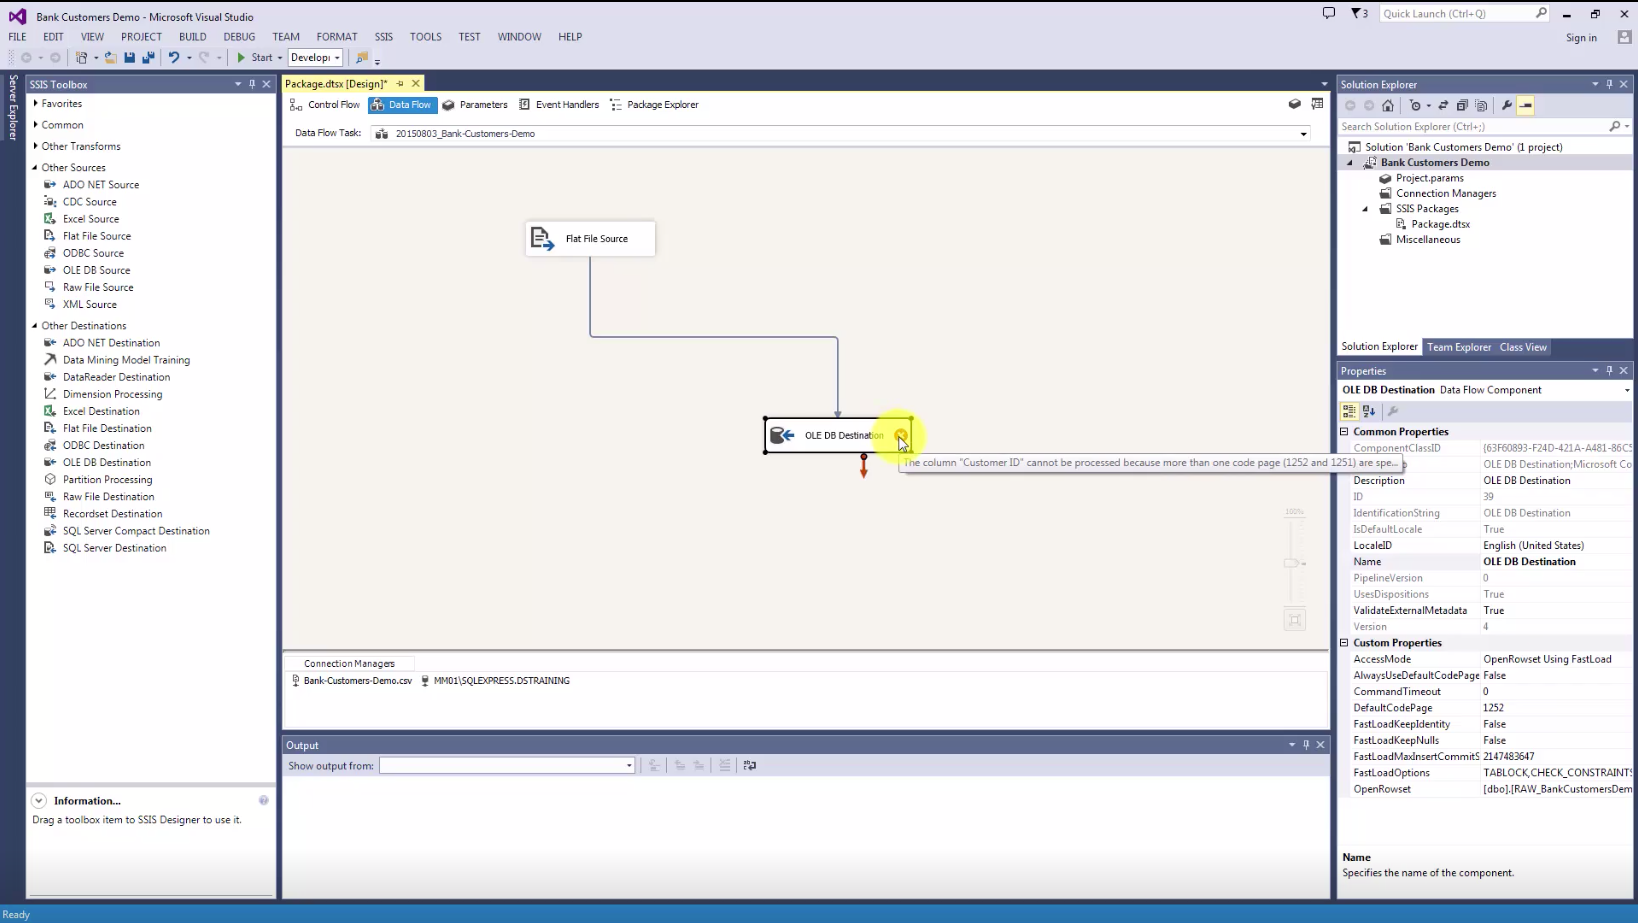 Bank Customers Demo - Microsoft Visual Studio
3
Quick Launch (Ctrl+Q)
FILE EDIT VIEW PROJECT BUILD DEBUG TEAM FORMAT SSIS TOOLS TEST WINDOW HELP
Sign in
Start
Developi
Server Explorer
SSIS Toolbox
Favorites
Common
Other Transforms
Other Sources
ADO NET Source
CDC Source
Excel Source
Flat File Source
ODBC Source
OLE DB Source
Raw File Source
XML Source
Other Destinations
ADO NET Destination
Data Mining Model Training
DataReader Destination
Dimension Processing
Excel Destination
Flat File Destination
ODBC Destination
OLE DB Destination
Partition Processing
Raw File Destination
Recordset Destination
SQL Server Compact Destination
SQL Server Destination
Information...
Drag a toolbox item to SSIS Designer to use it.
Package.dtsx [Design]*
Control Flow Data Flow Parameters Event Handlers Package Explorer
Data Flow Task: 20150803_Bank-Customers-Demo
Flat File Source
OLE DB Destination
The column "Customer ID" cannot be processed because more than one code page (1252 and 1251) are spe...
100%
Connection Managers
Bank-Customers-Demo.csv MM01\SQLEXPRESS.DSTRAINING
Output
Show output from:
Solution Explorer
Search Solution Explorer (Ctrl+;)
Solution 'Bank Customers Demo' (1 project)
Bank Customers Demo
Project.params
Connection Managers
SSIS Packages
Package.dtsx
Miscellaneous
Solution Explorer Team Explorer Class View
Properties
OLE DB Destination Data Flow Component
Common Properties
ComponentClassID {63F60893-F24D-421A-A481-86C5
OLE DB Destination;Microsoft Co
Description OLE DB Destination
ID 39
IdentificationString OLE DB Destination
IsDefaultLocale True
LocaleID English (United States)
Name OLE DB Destination
PipelineVersion 0
UsesDispositions True
ValidateExternalMetadata True
Version 4
Custom Properties
AccessMode OpenRowset Using FastLoad
AlwaysUseDefaultCodePage False
CommandTimeout 0
DefaultCodePage 1252
FastLoadKeepIdentity False
FastLoadKeepNulls False
FastLoadMaxInsertCommitS 2147483647
FastLoadOptions TABLOCK,CHECK_CONSTRAINTS
OpenRowset [dbo].[RAW_BankCustomersDem
Name
Specifies the name of the component.
Ready